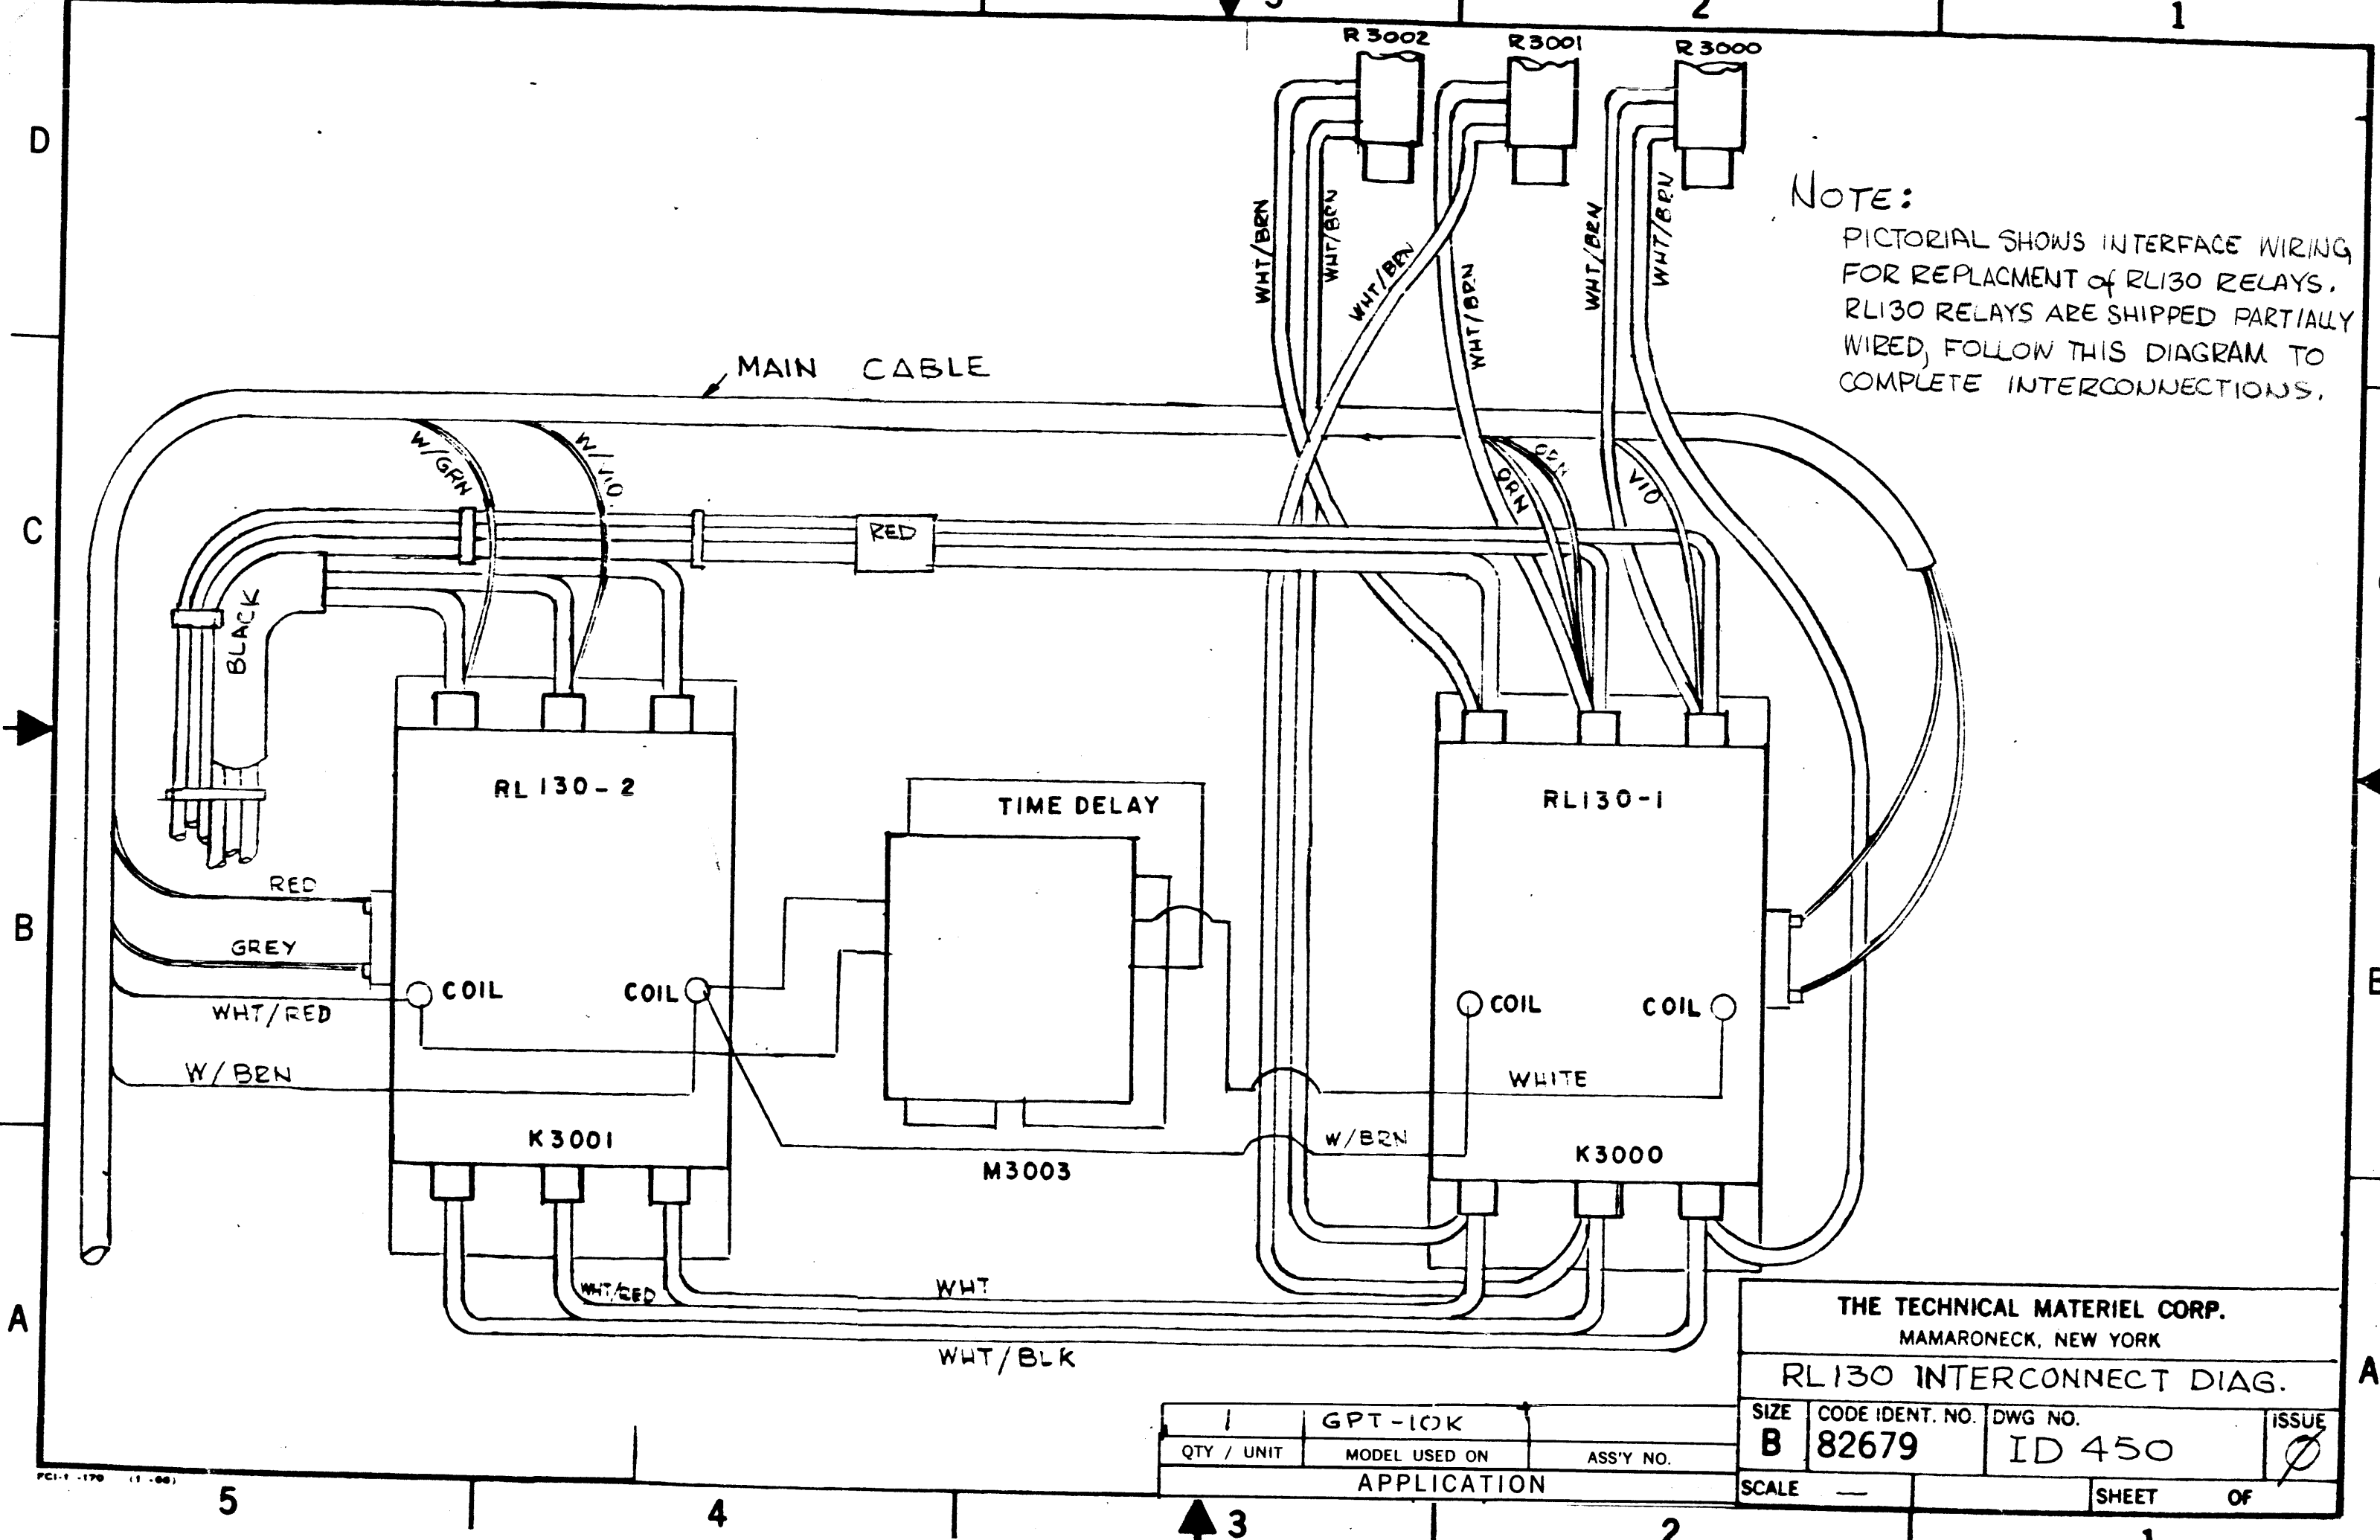 3
2
1
R3002
R3001
R3000
D
WHT/BRN
WHT/BRN
WHT/BRN
WHT/BRN
WHT/BRN
WHT/BRN
NOTE:
PICTORIAL SHOWS INTERFACE WIRING
FOR REPLACMENT of RL130 RELAYS.
RL130 RELAYS ARE SHIPPED PARTIALLY
WIRED, FOLLOW THIS DIAGRAM TO
COMPLETE INTERCONNECTIONS.
MAIN CABLE
W/GRN
W/VIO
ORN
ORN
VIO
C
RED
BLACK
RL130-2
TIME DELAY
RL130-1
RED
B
GREY
COIL
COIL
COIL
COIL
WHT/RED
W/BRN
WHITE
K3001
W/BRN
K3000
M3003
WHT/RED
WHT
A
WHT/BLK
THE TECHNICAL MATERIEL CORP.
MAMARONECK, NEW YORK
RL130 INTERCONNECT DIAG.
A
1
GPT-10K
QTY / UNIT
MODEL USED ON
ASS'Y NO.
APPLICATION
SIZE
B
CODE IDENT. NO.
82679
DWG NO.
ID 450
ISSUE
Ø
SCALE —
SHEET OF
5
4
3
2
1